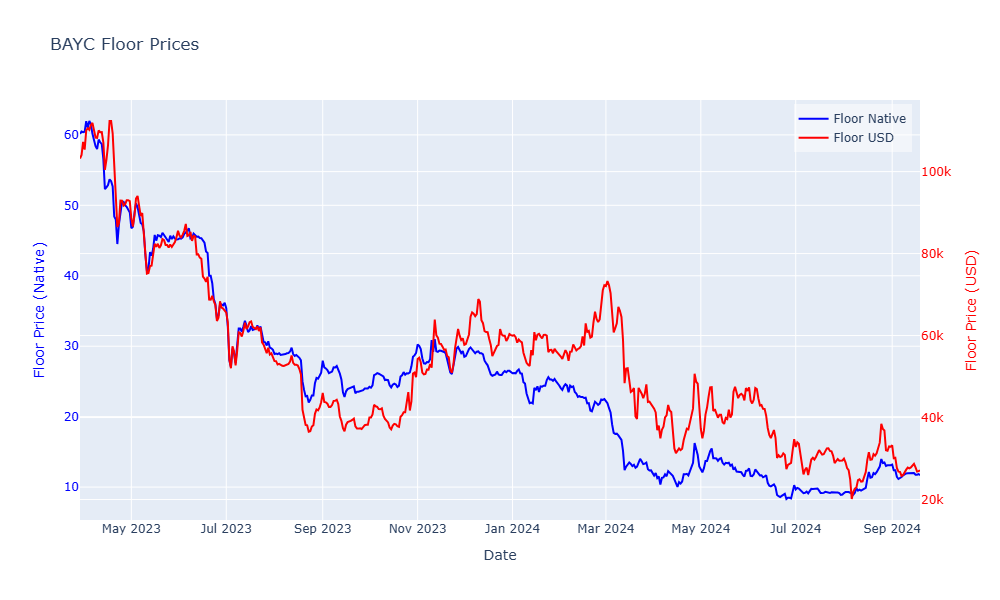 BAYC Floor Prices
Floor Native
Floor USD
60
50
40
30
20
10
100k
80k
60k
40k
20k
Floor Price (Native)
Floor Price (USD)
May 2023
Jul 2023
Sep 2023
Nov 2023
Jan 2024
Mar 2024
May 2024
Jul 2024
Sep 2024
Date